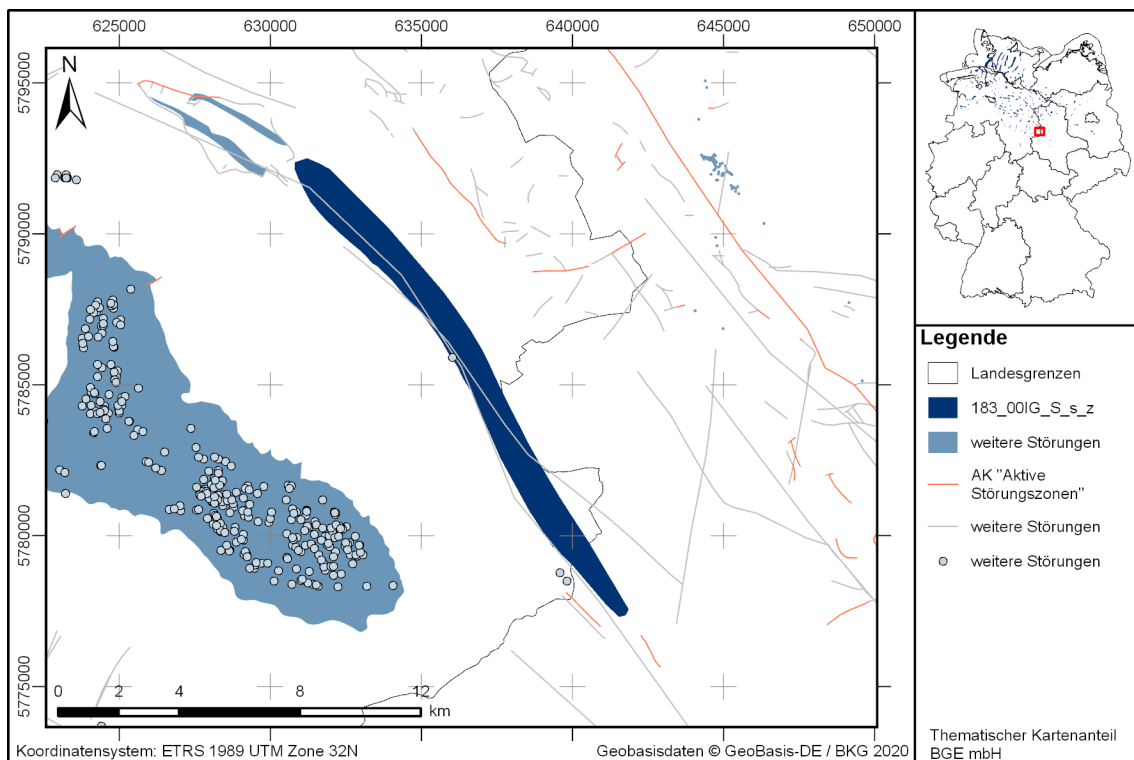 625000 630000 635000 640000 645000 650000
5795000
5790000
5785000
5780000
5775000
N
0 2 4 8 12
km
Koordinatensystem: ETRS 1989 UTM Zone 32N
Geobasisdaten © GeoBasis-DE / BKG 2020
Legende
Landesgrenzen
183_00IG_S_s_z
weitere Störungen
AK "Aktive
Störungszonen"
weitere Störungen
weitere Störungen
Thematischer Kartenanteil
BGE mbH